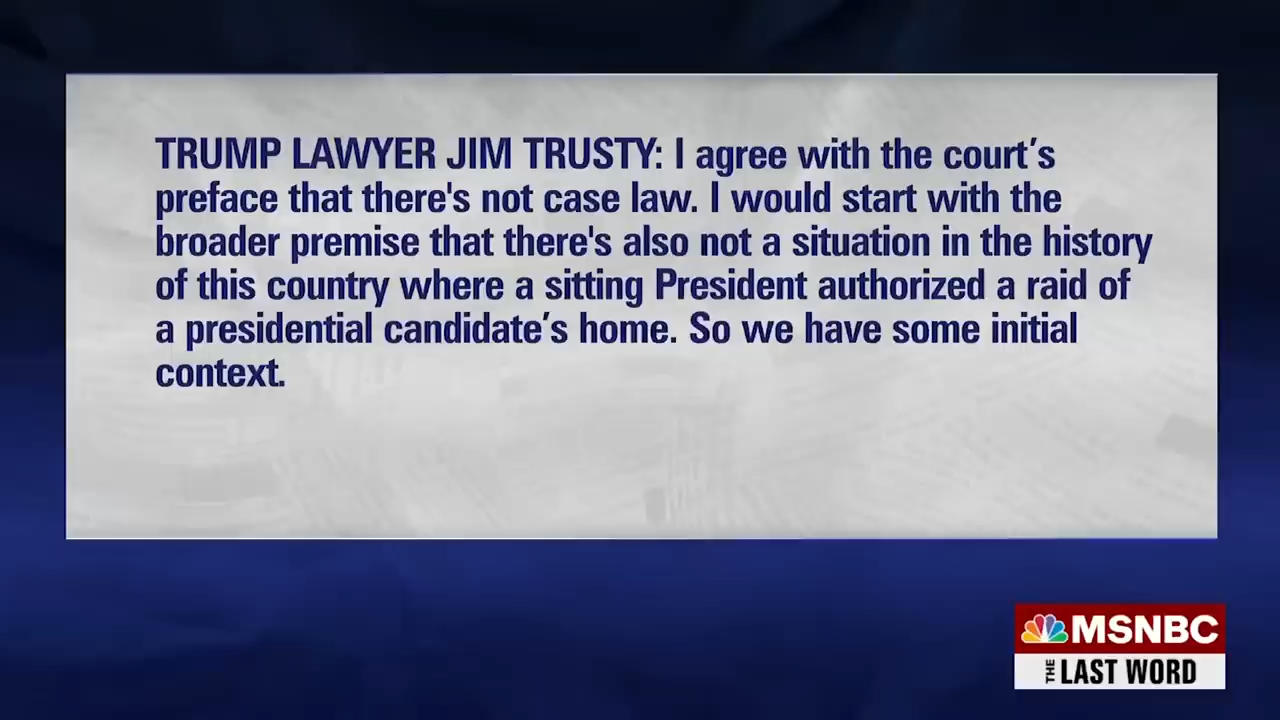 TRUMP LAWYER JIM TRUSTY: I agree with the court’s
preface that there's not case law. I would start with the
broader premise that there's also not a situation in the history
of this country where a sitting President authorized a raid of
a presidential candidate’s home. So we have some initial
context.
MSNBC
THE LAST WORD